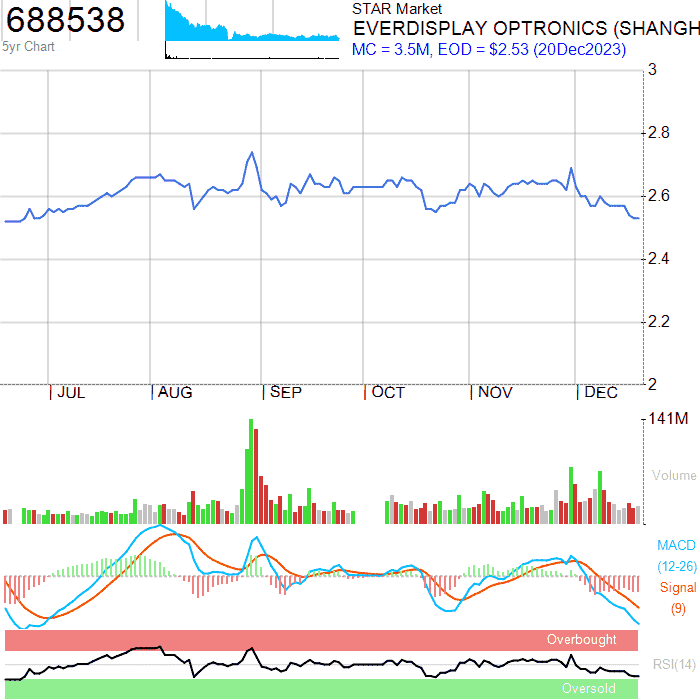 688538
5yr Chart
STAR Market
EVERDISPLAY OPTRONICS (SHANGH
MC = 3.5M, EOD = $2.53 (20Dec2023)
3
2.8
2.6
2.4
2.2
2
JUL AUG SEP OCT NOV DEC
141M
Volume
MACD
(12-26)
Signal
(9)
Overbought
RSI(14)
Oversold